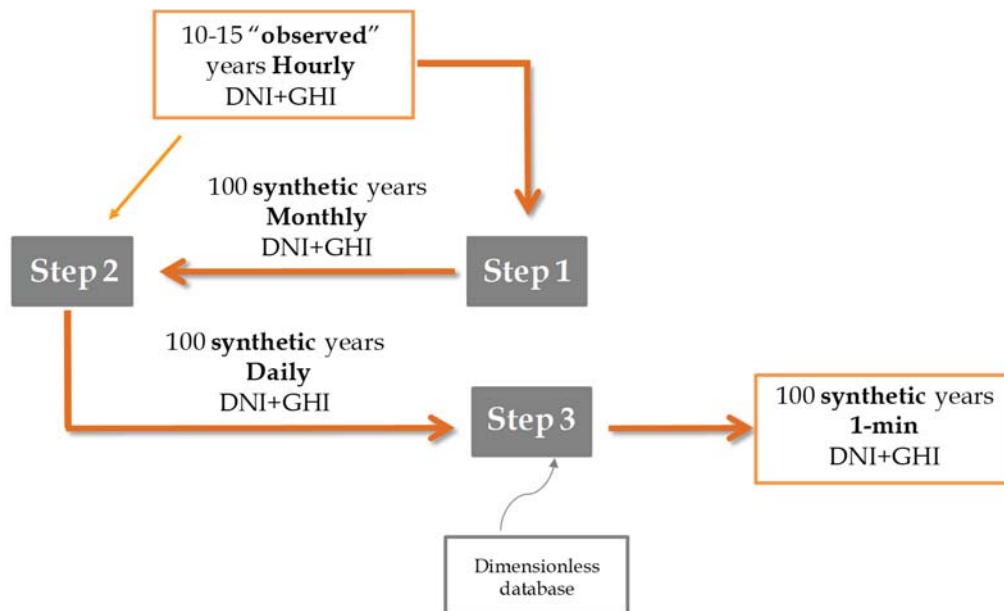 10-15 “observed”
years Hourly
DNI+GHI
100 synthetic years
Monthly
DNI+GHI
Step 2
Step 1
100 synthetic years
Daily
DNI+GHI
Step 3
100 synthetic years
1-min
DNI+GHI
Dimensionless
database